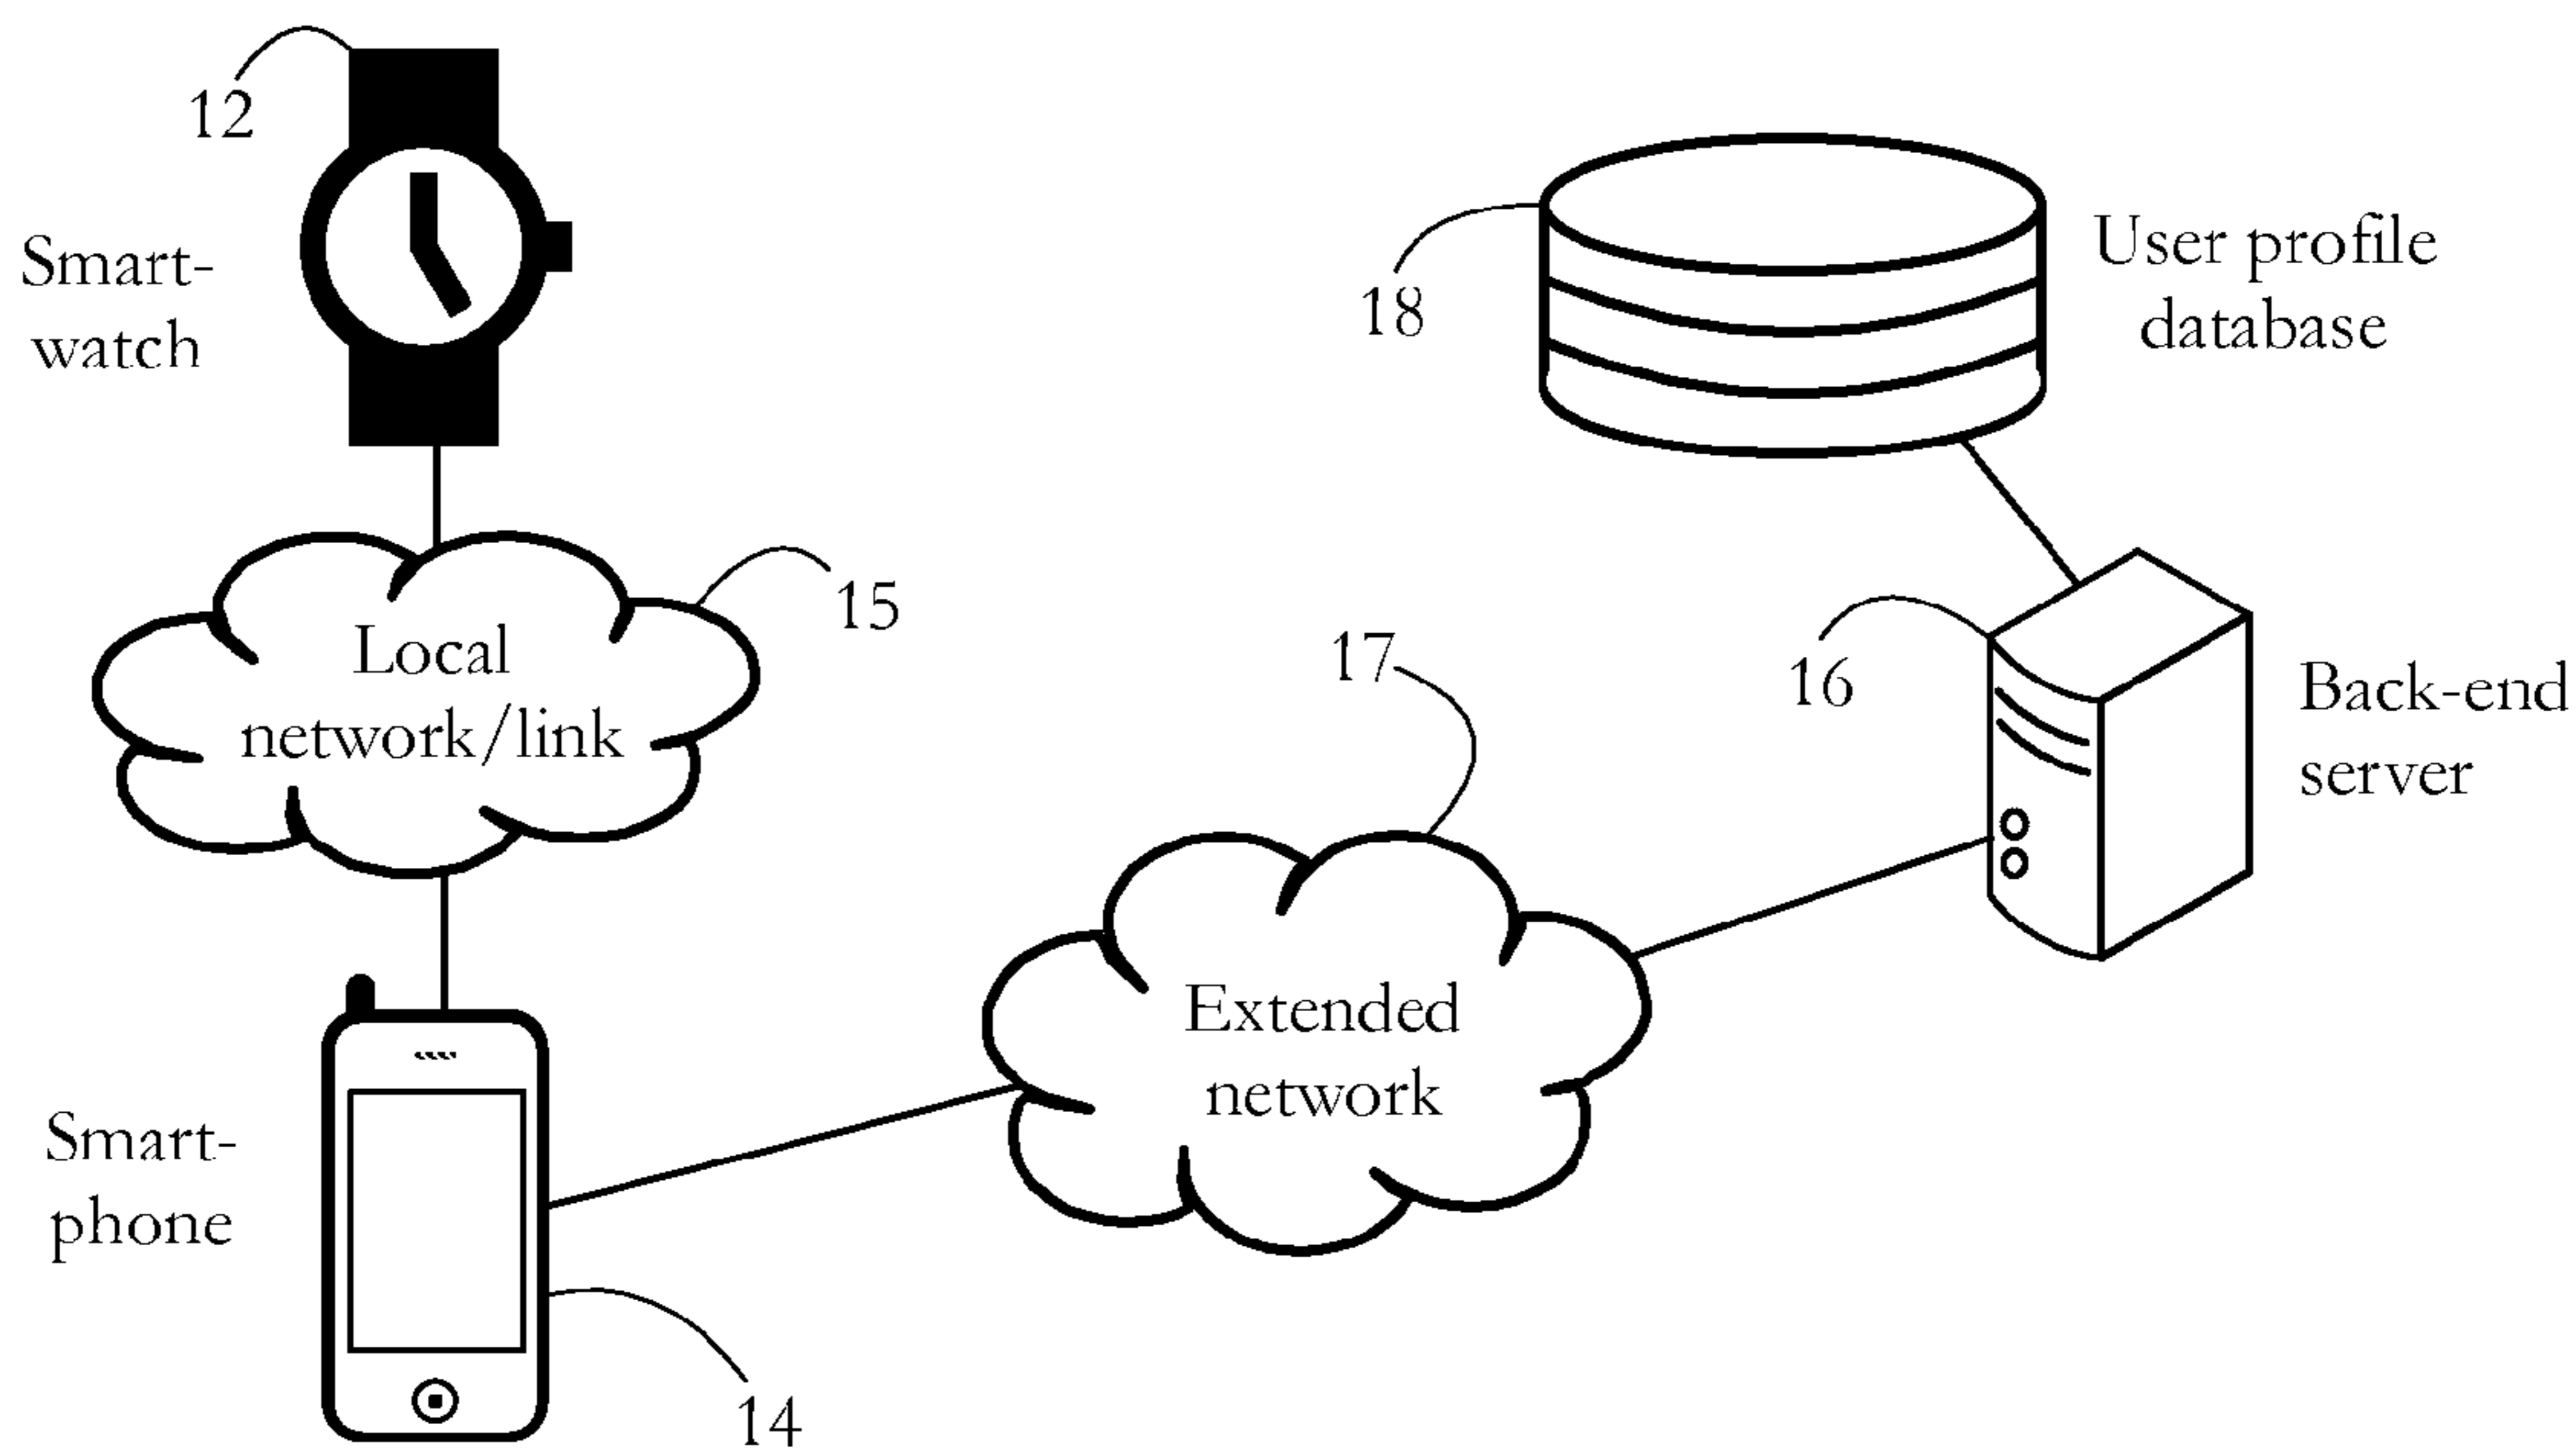 12
Smart-
watch
18
User profile
database
15
Local
network/link
17
16
Back-end
server
Extended
network
Smart-
phone
14